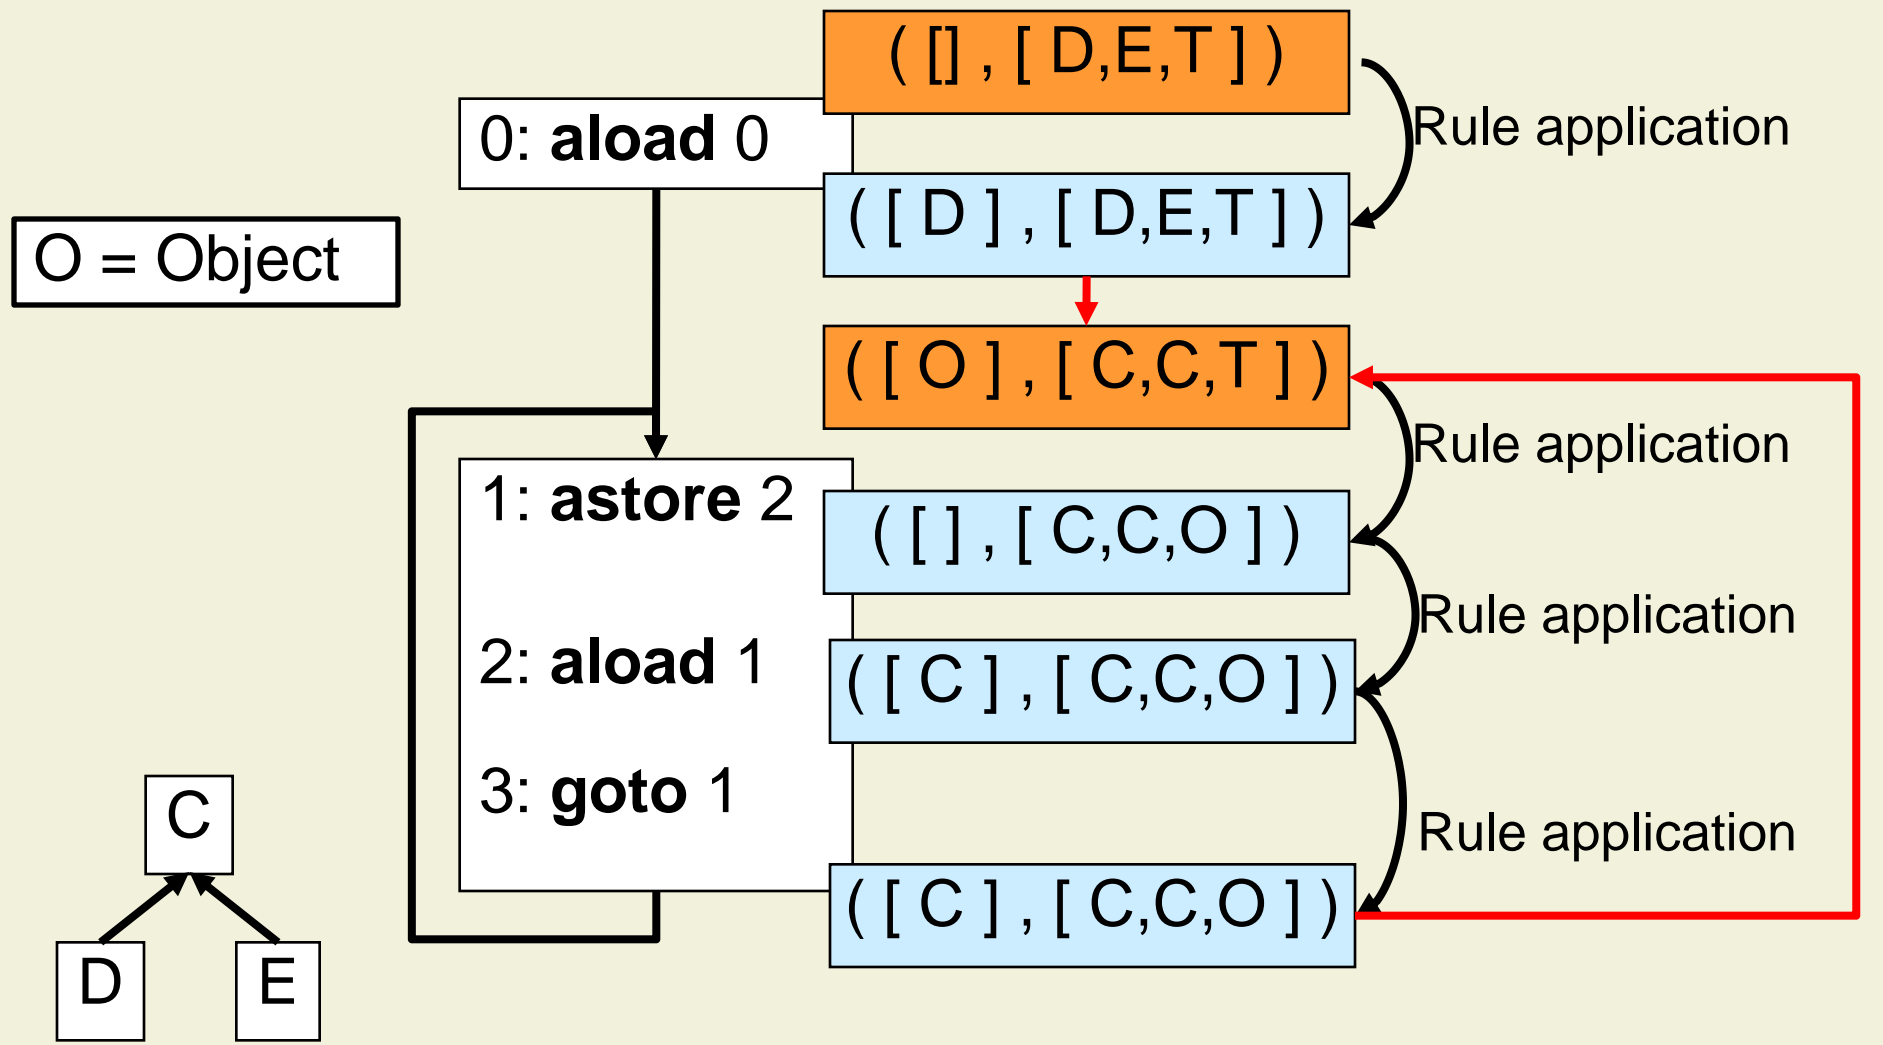 ( [] , [ D,E,T ] )
Rule application
0: aload 0
( [ D ] , [ D,E,T ] )
O = Object
( [ O ] , [ C,C,T ] )
Rule application
1: astore 2
( [ ] , [ C,C,O ] )
Rule application
2: aload 1
( [ C ] , [ C,C,O ] )
3: goto 1
Rule application
C
( [ C ] , [ C,C,O ] )
D
E